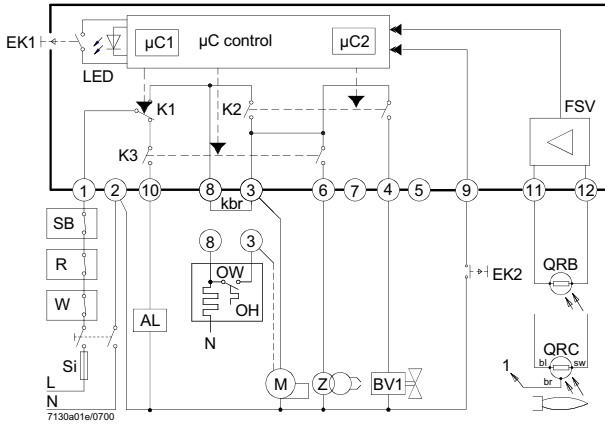 EK1
LED
µC1
µC control
µC2
FSV
K1
K2
K3
1
2
10
8
3
6
7
4
5
9
11
12
kbr
SB
R
W
Si
L
N
7130a01e/0700
AL
8
3
OW
OH
N
M
Z
BV1
EK2
QRB
QRC
bl
sw
br
1